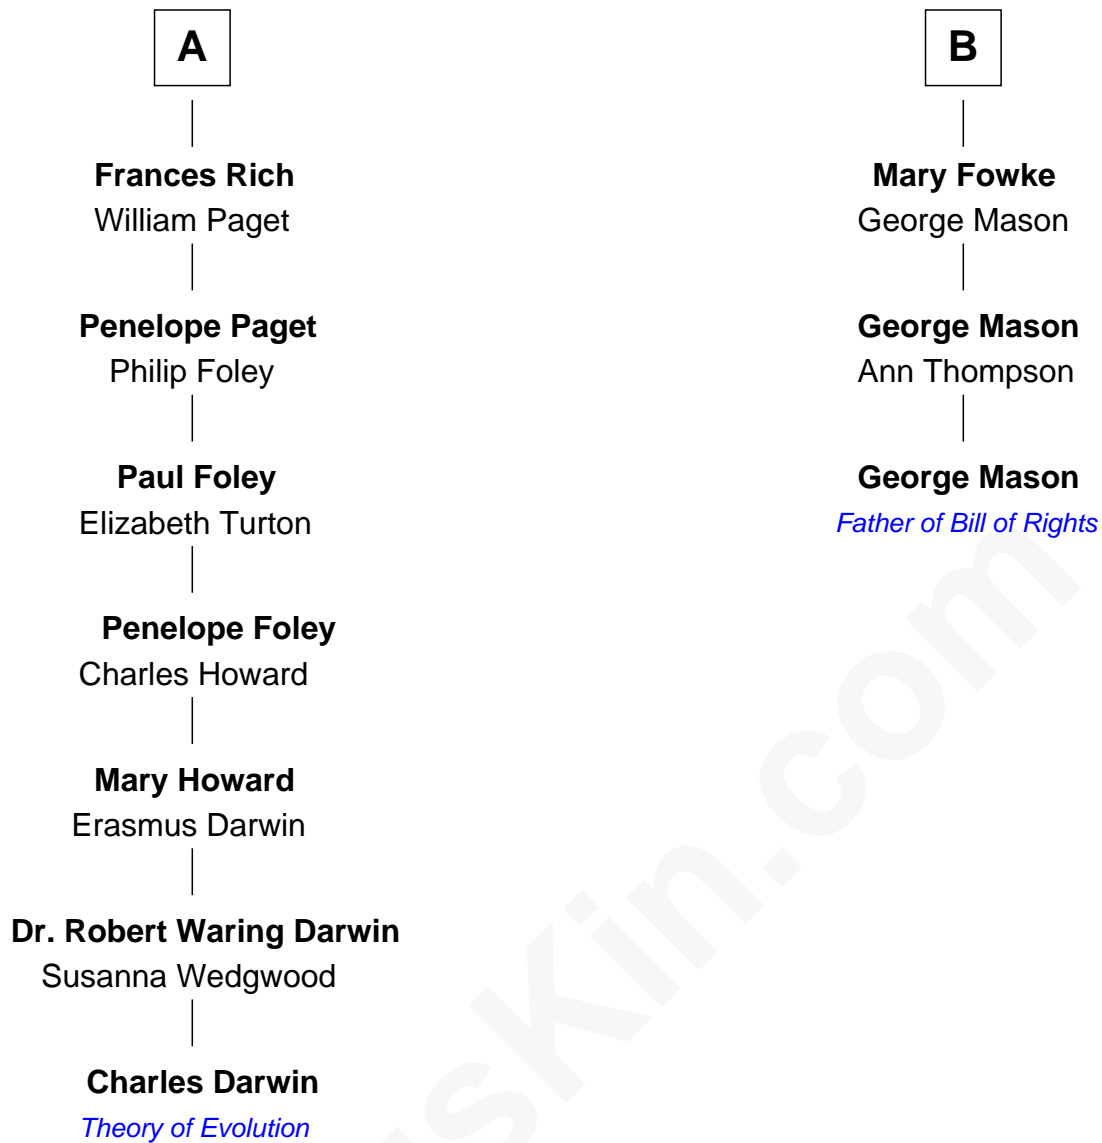 A
Frances Rich
William Paget
Penelope Paget
Philip Foley
Paul Foley
Elizabeth Turton
Penelope Foley
Charles Howard
Mary Howard
Erasmus Darwin
Dr. Robert Waring Darwin
Susanna Wedgwood
Charles Darwin
Theory of Evolution
B
Mary Fowke
George Mason
George Mason
Ann Thompson
George Mason
Father of Bill of Rights